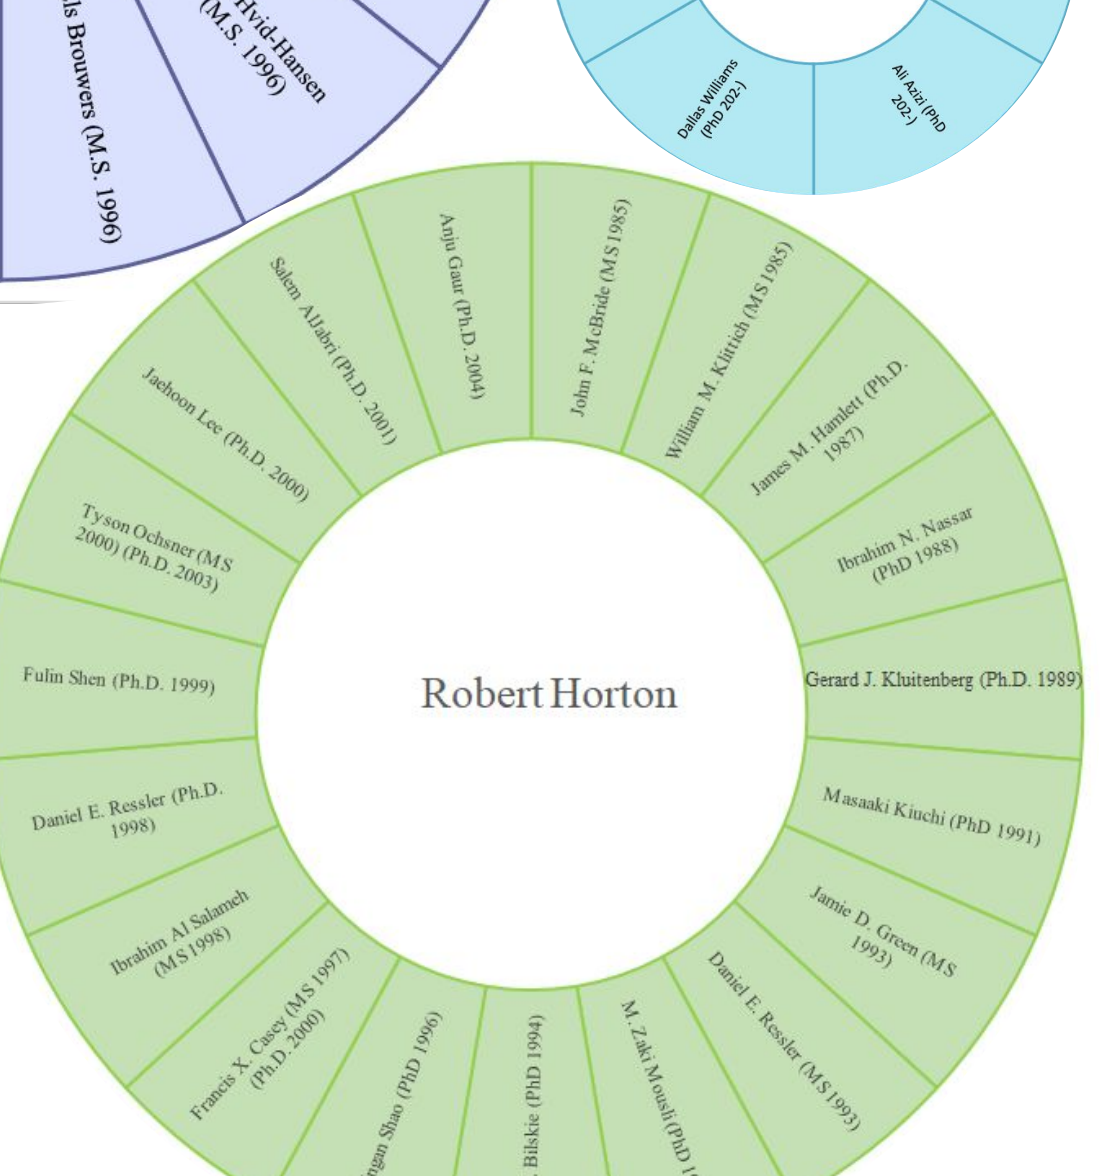 Brouwers (M.S. 1996)
Hvid-Hansen
(M.S. 1996)
Dallas Williams
(PhD 202-)
Ali Azizi (PhD
202-)
John F. McBride (MS 1985)
William M. Klittich (MS 1985)
James M. Hamlett (Ph.D.
1987)
Ibrahim N. Nassar
(PhD 1988)
Gerard J. Kluitenberg (Ph.D. 1989)
Masaaki Kiuchi (PhD 1991)
Jamie D. Green (MS
1993)
Daniel E. Ressler (MS 1993)
M. Zaki Mousli (PhD
Bilskie (PhD 1994)
Shao (PhD 1996)
Francis X. Casey (MS 1997)
(Ph.D. 2000)
Ibrahim Al Salameh
(MS 1998)
Daniel E. Ressler (Ph.D.
1998)
Fulin Shen (Ph.D. 1999)
Tyson Ochsner (MS
2000) (Ph.D. 2003)
Jaehoon Lee (Ph.D. 2000)
Salem AlJabri (Ph.D. 2001)
Anju Gaur (Ph.D. 2004)
Robert Horton